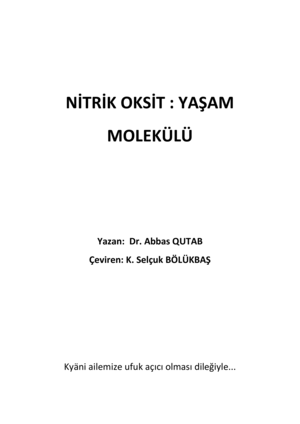 NİTRİK OKSİT : YAŞAM
MOLEKÜLÜ
Yazan: Dr. Abbas QUTAB
Çeviren: K. Selçuk BÖLÜKBAŞ
Kyäni ailemize ufuk açıcı olması dileğiyle...